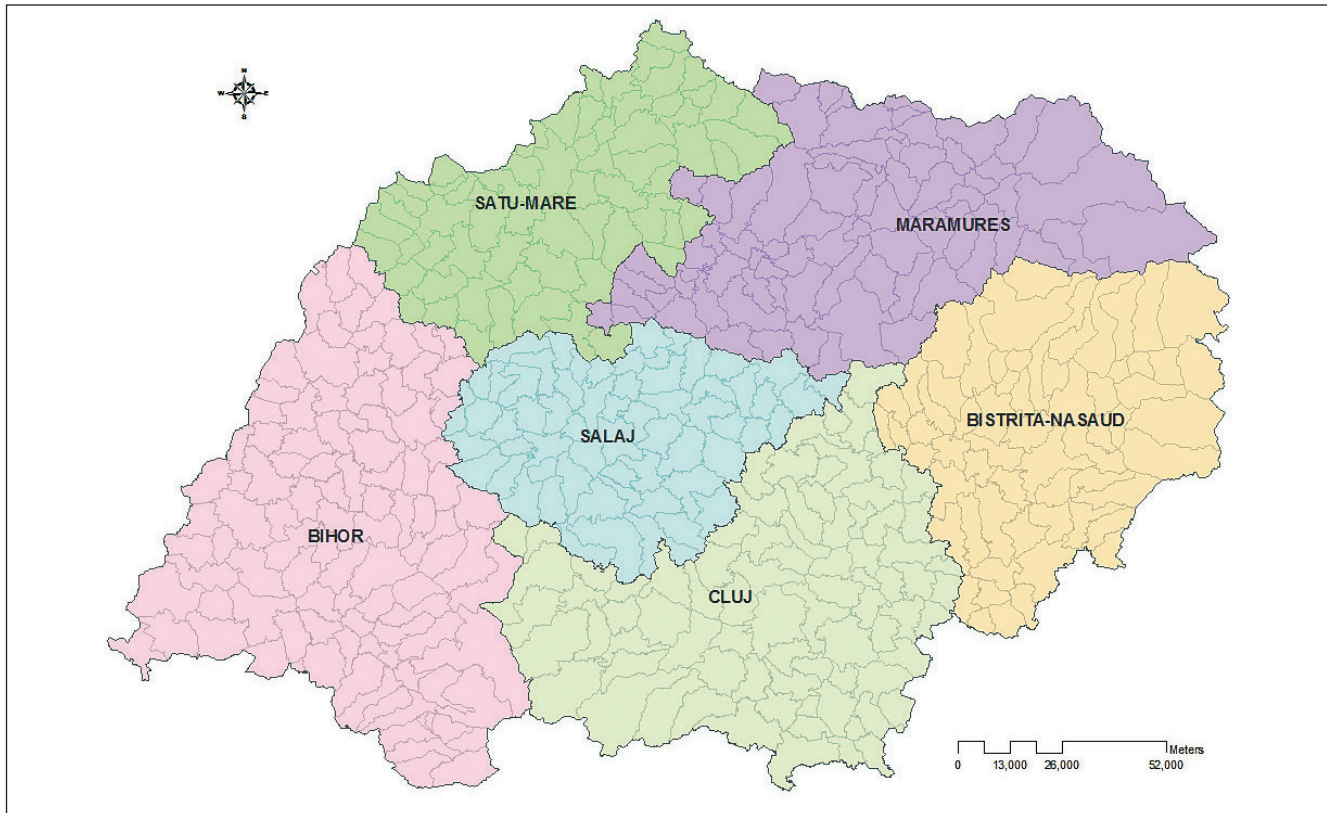 N
W E
S
SATU-MARE
MARAMURES
BISTRITA-NASAUD
SALAJ
BIHOR
CLUJ
Meters
0 13,000 26,000 52,000